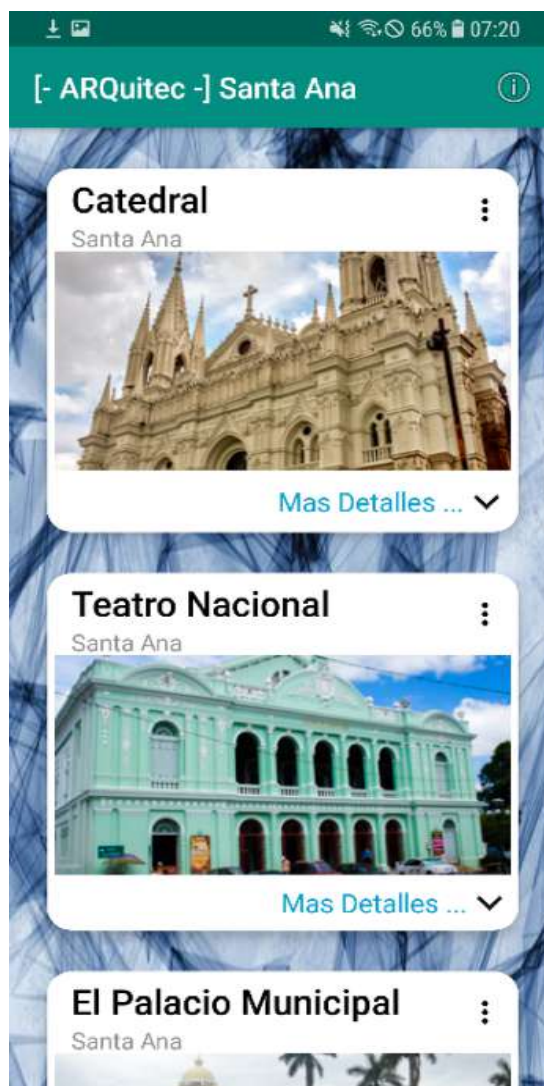 66% 07:20
[- ARQuitec -] Santa Ana
Catedral
Santa Ana
Mas Detalles ...
Teatro Nacional
Santa Ana
Mas Detalles ...
El Palacio Municipal
Santa Ana